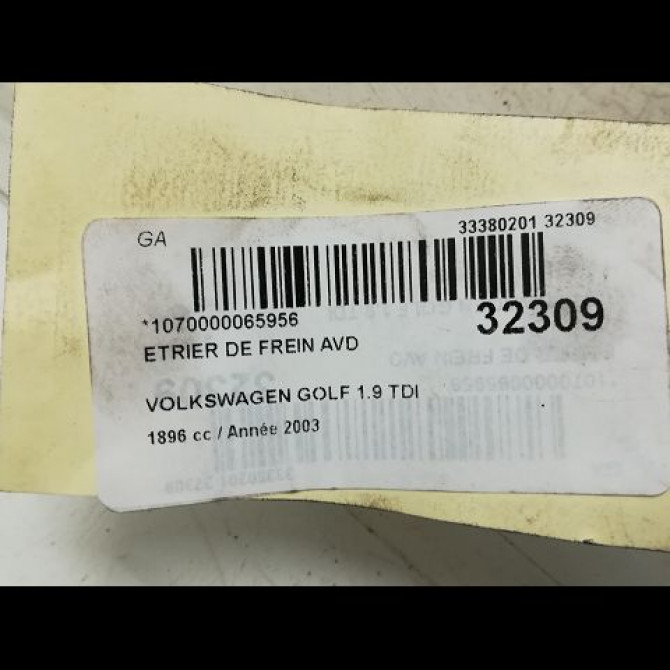 GA
33380201 32309
*1070000065956
32309
ETRIER DE FREIN AVD
VOLKSWAGEN GOLF 1.9 TDI
1896 cc / Année 2003